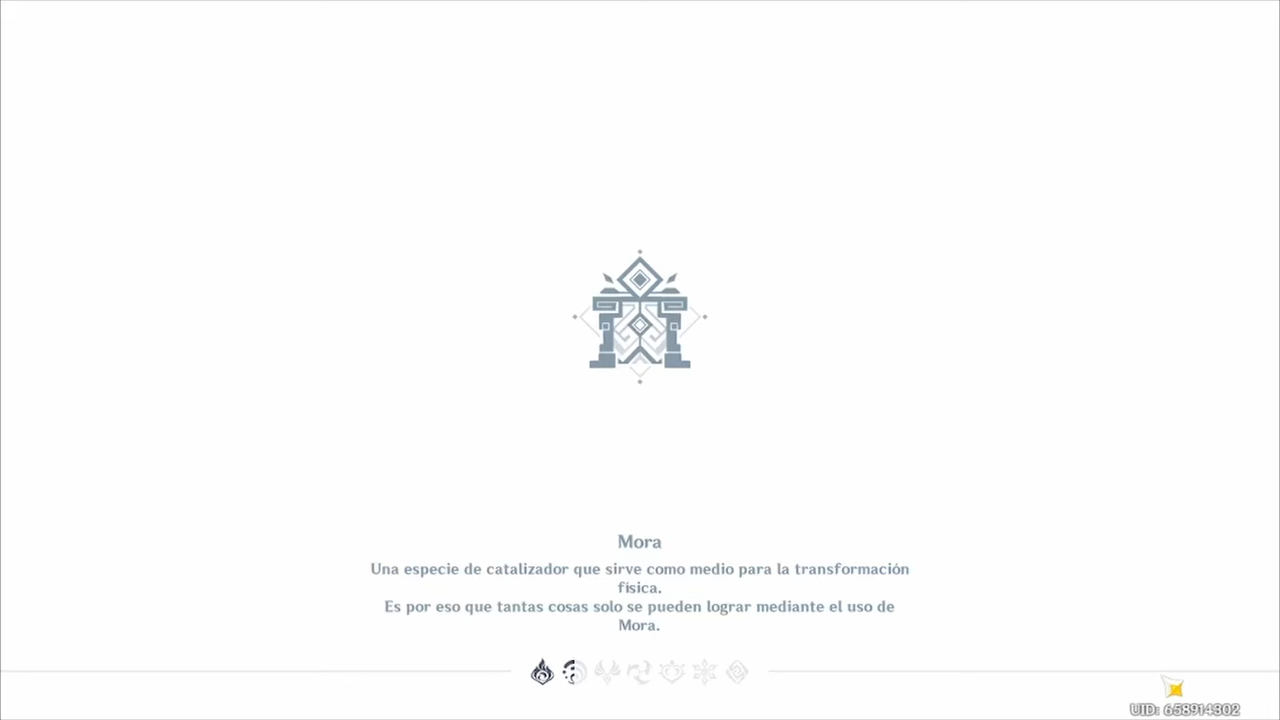 Mora
Una especie de catalizador que sirve como medio para la transformación
física.
Es por eso que tantas cosas solo se pueden lograr mediante el uso de
Mora.
UID: 658914302